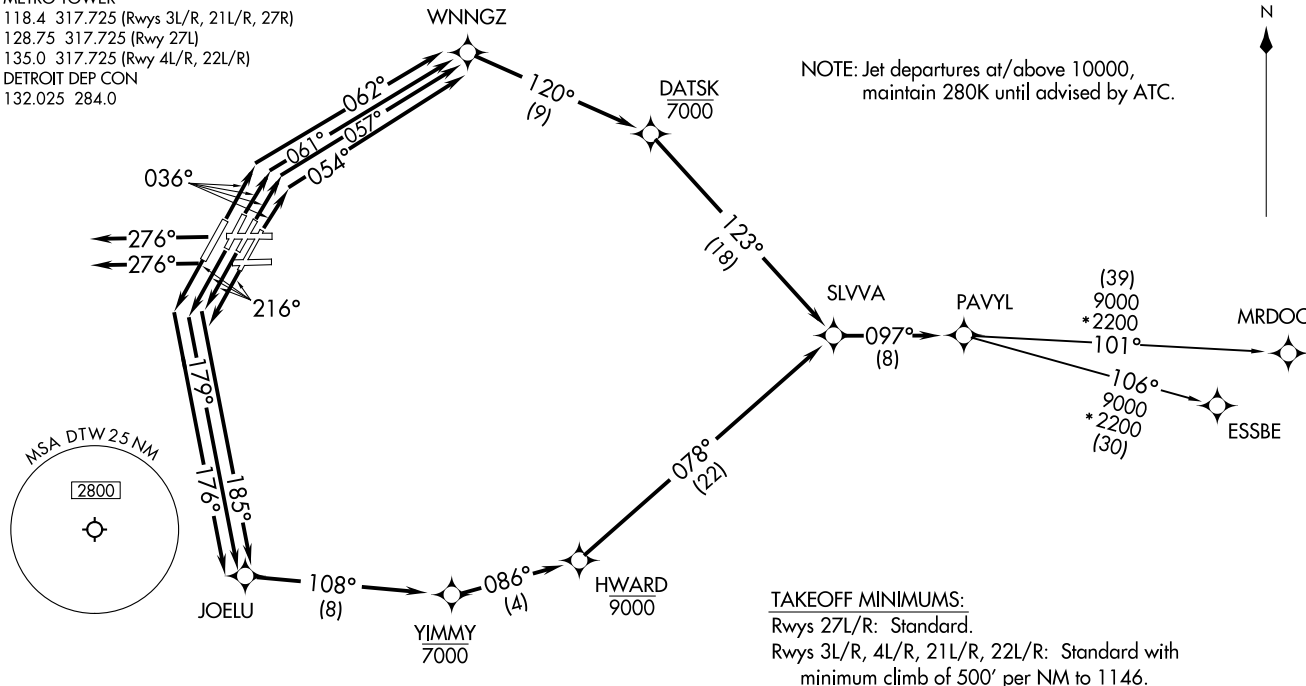 METRO TOWER
118.4 317.725 (Rwys 3L/R, 21L/R, 27R)
128.75 317.725 (Rwy 27L)
135.0 317.725 (Rwy 4L/R, 22L/R)
DETROIT DEP CON
132.025 284.0
WNNGZ
N
NOTE: Jet departures at/above 10000,
maintain 280K until advised by ATC.
120°
(9)
DATSK
7000
062°
061°
057°
054°
036°
276°
276°
216°
123°
(18)
SLVVA
097°
(8)
PAVYL
(39)
9000
*2200
101°
MRDOC
106°
9000
*2200
(30)
ESSBE
179°
176°
185°
MSA DTW 25 NM
2800
078°
(22)
JOELU
108°
(8)
YIMMY
7000
086°
(4)
HWARD
9000
TAKEOFF MINIMUMS:
Rwys 27L/R: Standard.
Rwys 3L/R, 4L/R, 21L/R, 22L/R: Standard with
minimum climb of 500' per NM to 1146.